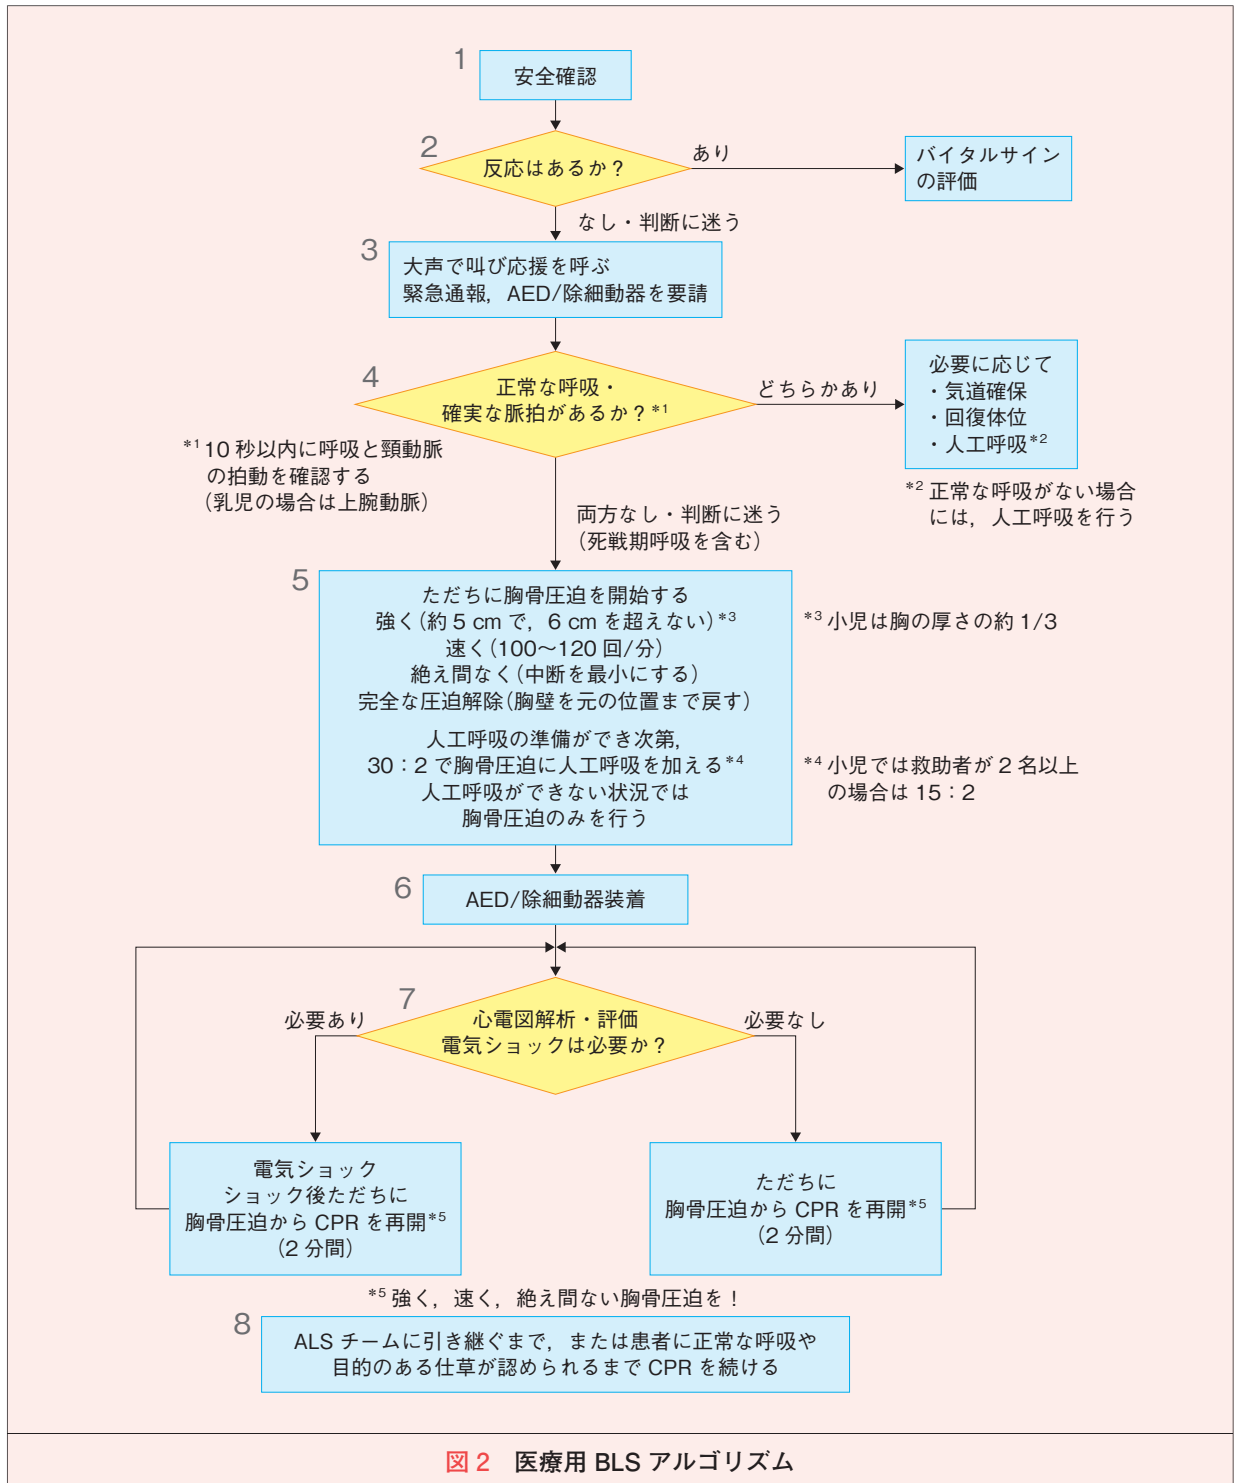 1
安全確認
2
反応はあるか？
あり
バイタルサイン
の評価
なし・判断に迷う
3
大声で叫び応援を呼ぶ
緊急通報，AED/除細動器を要請
4
正常な呼吸・
確実な脈拍があるか？*1
どちらかあり
必要に応じて
・気道確保
・回復体位
・人工呼吸*2
*1 10 秒以内に呼吸と頸動脈
の拍動を確認する
（乳児の場合は上腕動脈）
*2 正常な呼吸がない場合
には，人工呼吸を行う
両方なし・判断に迷う
（死戦期呼吸を含む）
5
ただちに胸骨圧迫を開始する
強く（約 5 cm で，6 cm を超えない）*3
速く（100～120 回/分）
絶え間なく（中断を最小にする）
完全な圧迫解除（胸壁を元の位置まで戻す）
人工呼吸の準備ができ次第，
30：2 で胸骨圧迫に人工呼吸を加える*4
人工呼吸ができない状況では
胸骨圧迫のみを行う
*3 小児は胸の厚さの約 1/3
*4 小児では救助者が 2 名以上
の場合は 15：2
6
AED/除細動器装着
7
心電図解析・評価
電気ショックは必要か？
必要あり
必要なし
電気ショック
ショック後ただちに
胸骨圧迫から CPR を再開*5
（2 分間）
ただちに
胸骨圧迫から CPR を再開*5
（2 分間）
*5 強く，速く，絶え間ない胸骨圧迫を！
8
ALS チームに引き継ぐまで，または患者に正常な呼吸や
目的のある仕草が認められるまで CPR を続ける
図 2 医療用 BLS アルゴリズム